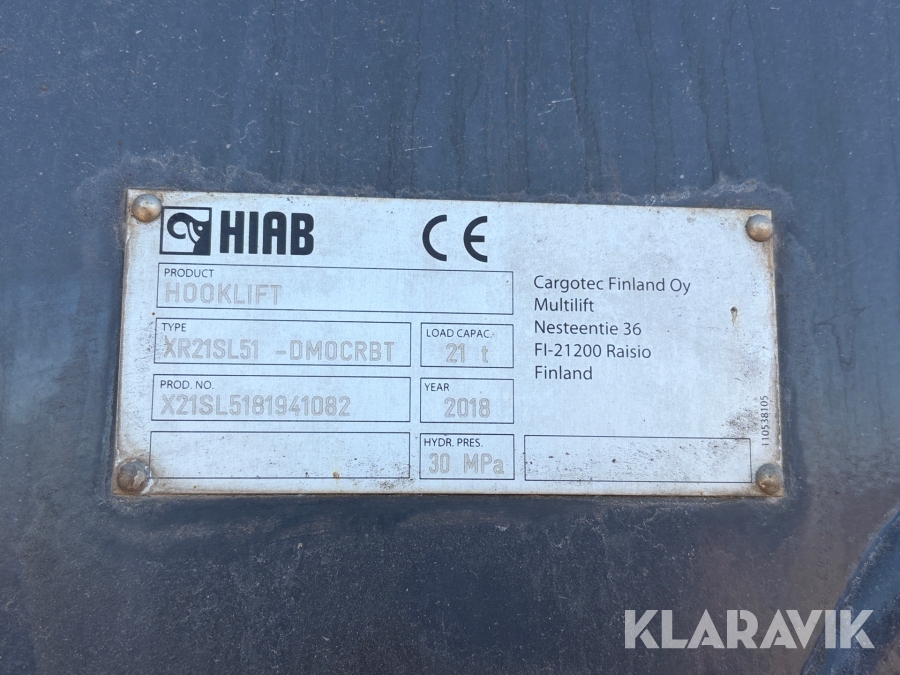 HIAB
CE
PRODUCT
HOOKLIFT
TYPE
XR21SL51 -DM0CRBT
LOAD CAPAC.
21 t
PROD. NO.
X21SL5181941082
YEAR
2018
HYDR. PRES.
30 MPa
Cargotec Finland Oy
Multilift
Nesteentie 36
FI-21200 Raisio
Finland
110538105
KLARAVIK